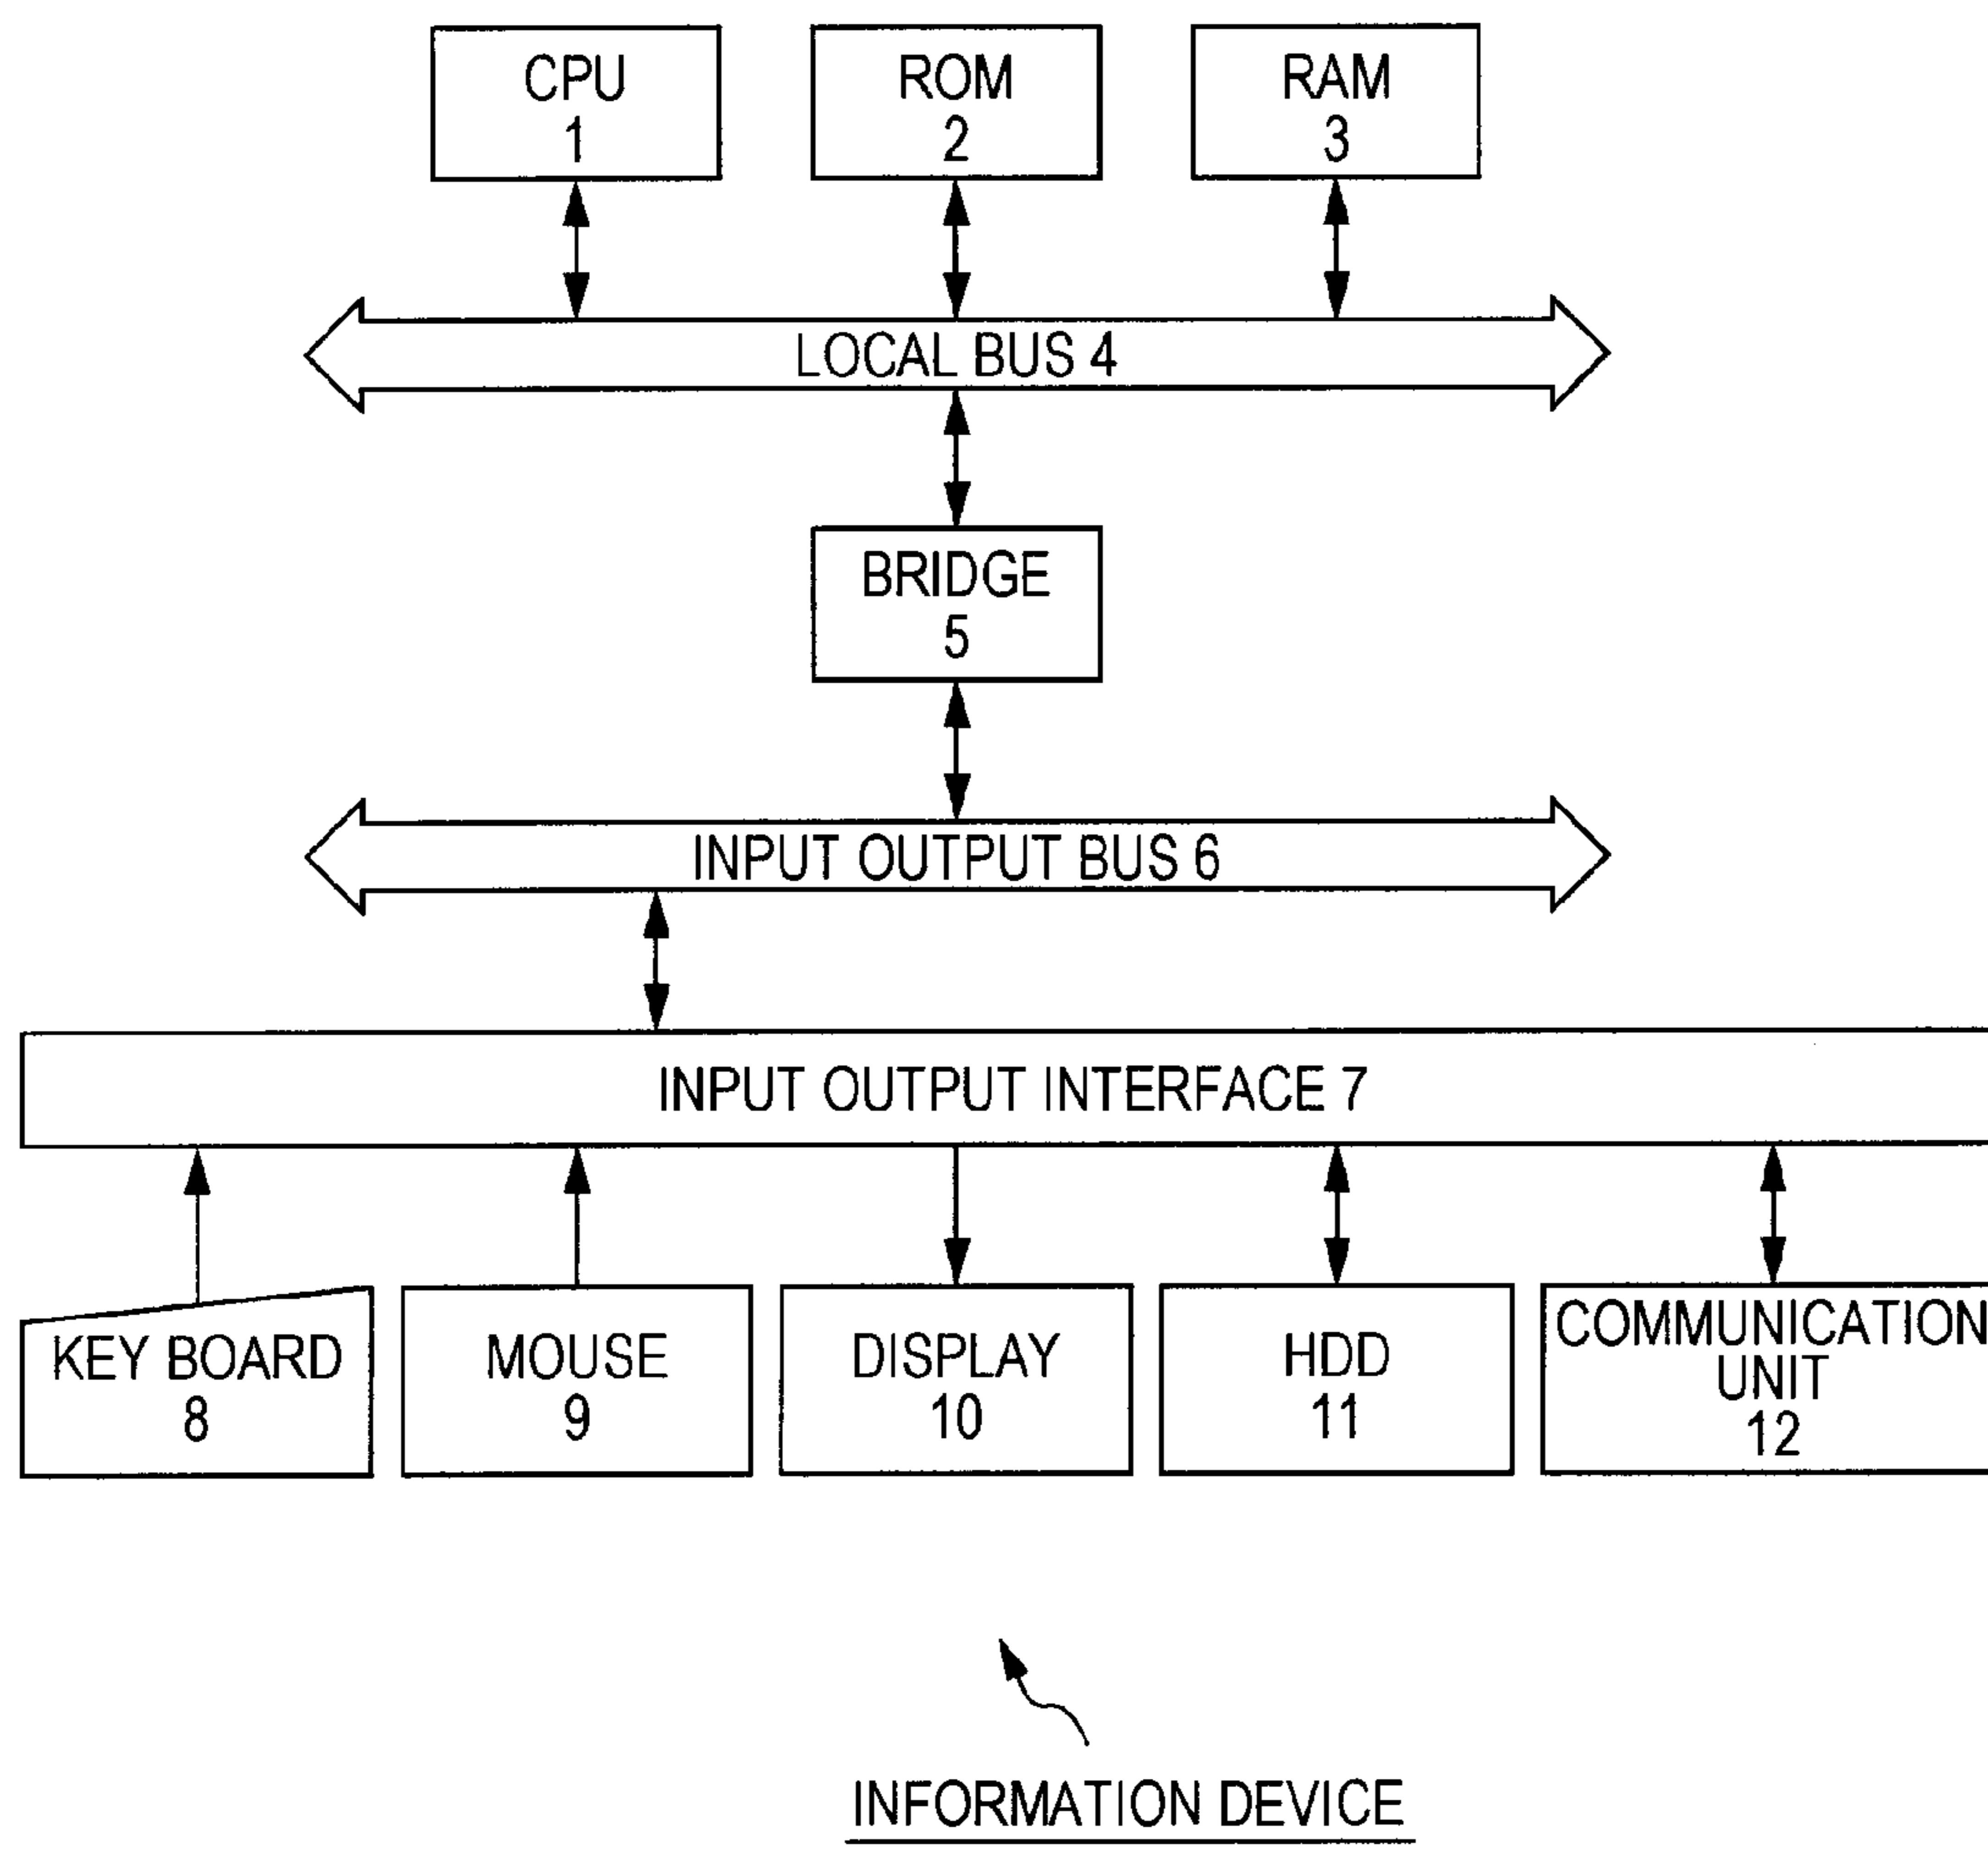 CPU
1
ROM
2
RAM
3
LOCAL BUS 4
BRIDGE
5
INPUT OUTPUT BUS 6
INPUT OUTPUT INTERFACE 7
KEY BOARD
8
MOUSE
9
DISPLAY
10
HDD
11
COMMUNICATION
UNIT
12
INFORMATION DEVICE